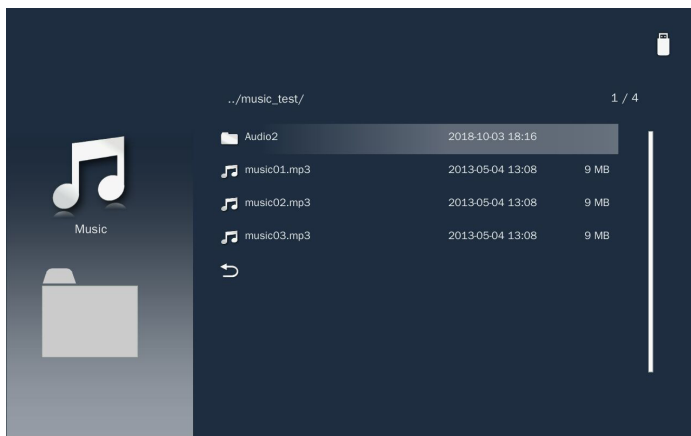 ../music_test/ 1 / 4
Audio2 2018-10-03 18:16
music01.mp3 2013-05-04 13:08 9 MB
music02.mp3 2013-05-04 13:08 9 MB
music03.mp3 2013-05-04 13:08 9 MB
Music